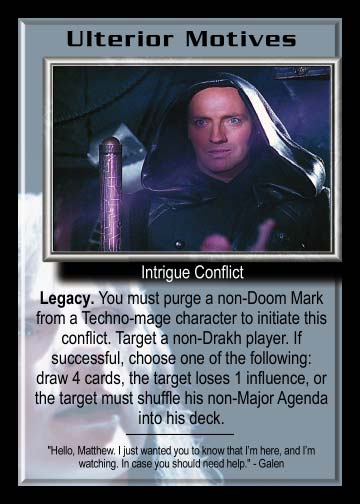 Ulterior Motives
Intrigue Conflict
Legacy. You must purge a non-Doom Mark
from a Techno-mage character to initiate this
conflict. Target a non-Drakh player. If
successful, choose one of the following:
draw 4 cards, the target loses 1 influence, or
the target must shuffle his non-Major Agenda
into his deck.
"Hello, Matthew. I just wanted you to know that I'm here, and I'm
watching. In case you should need help." - Galen